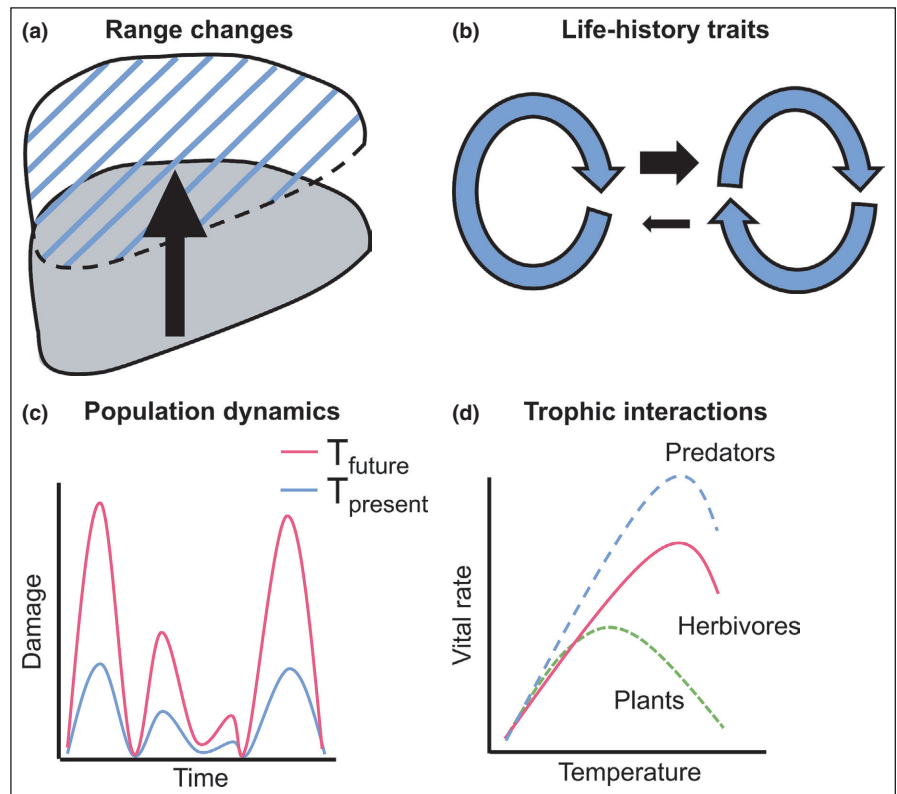 (a) Range changes
(b) Life-history traits
(c) Population dynamics
T future
T present
Damage
Time
(d) Trophic interactions
Predators
Herbivores
Plants
Vital rate
Temperature